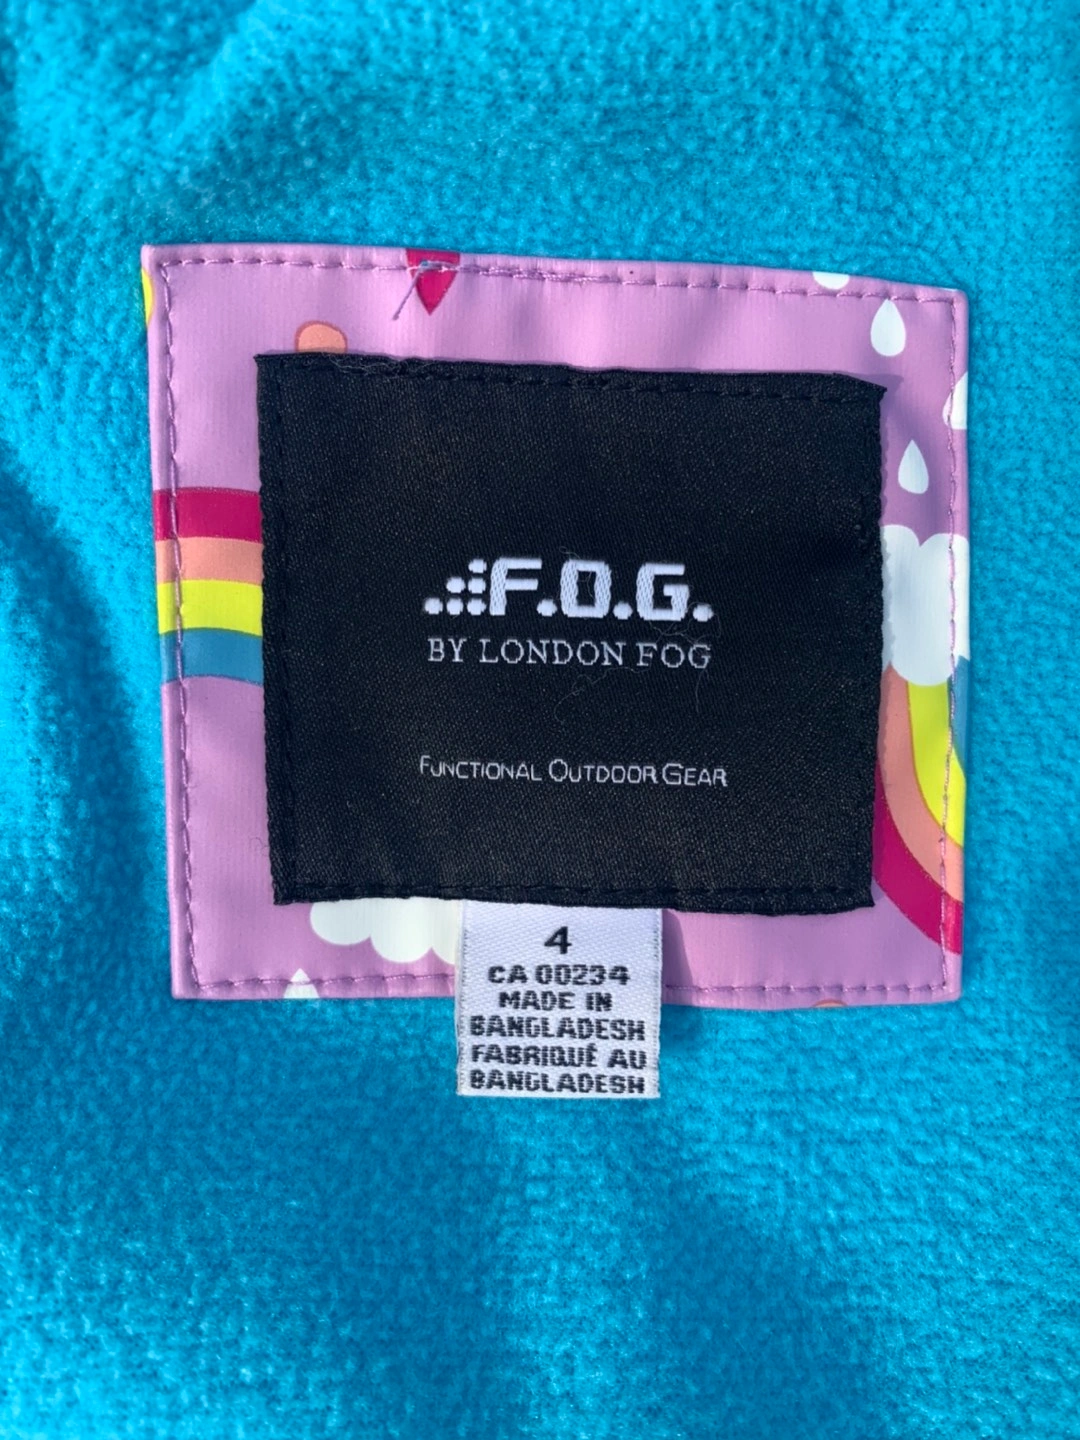 F.O.G.
BY LONDON FOG
FUNCTIONAL OUTDOOR GEAR
4
CA 00234
MADE IN
BANGLADESH
FABRIQUÉ AU
BANGLADESH